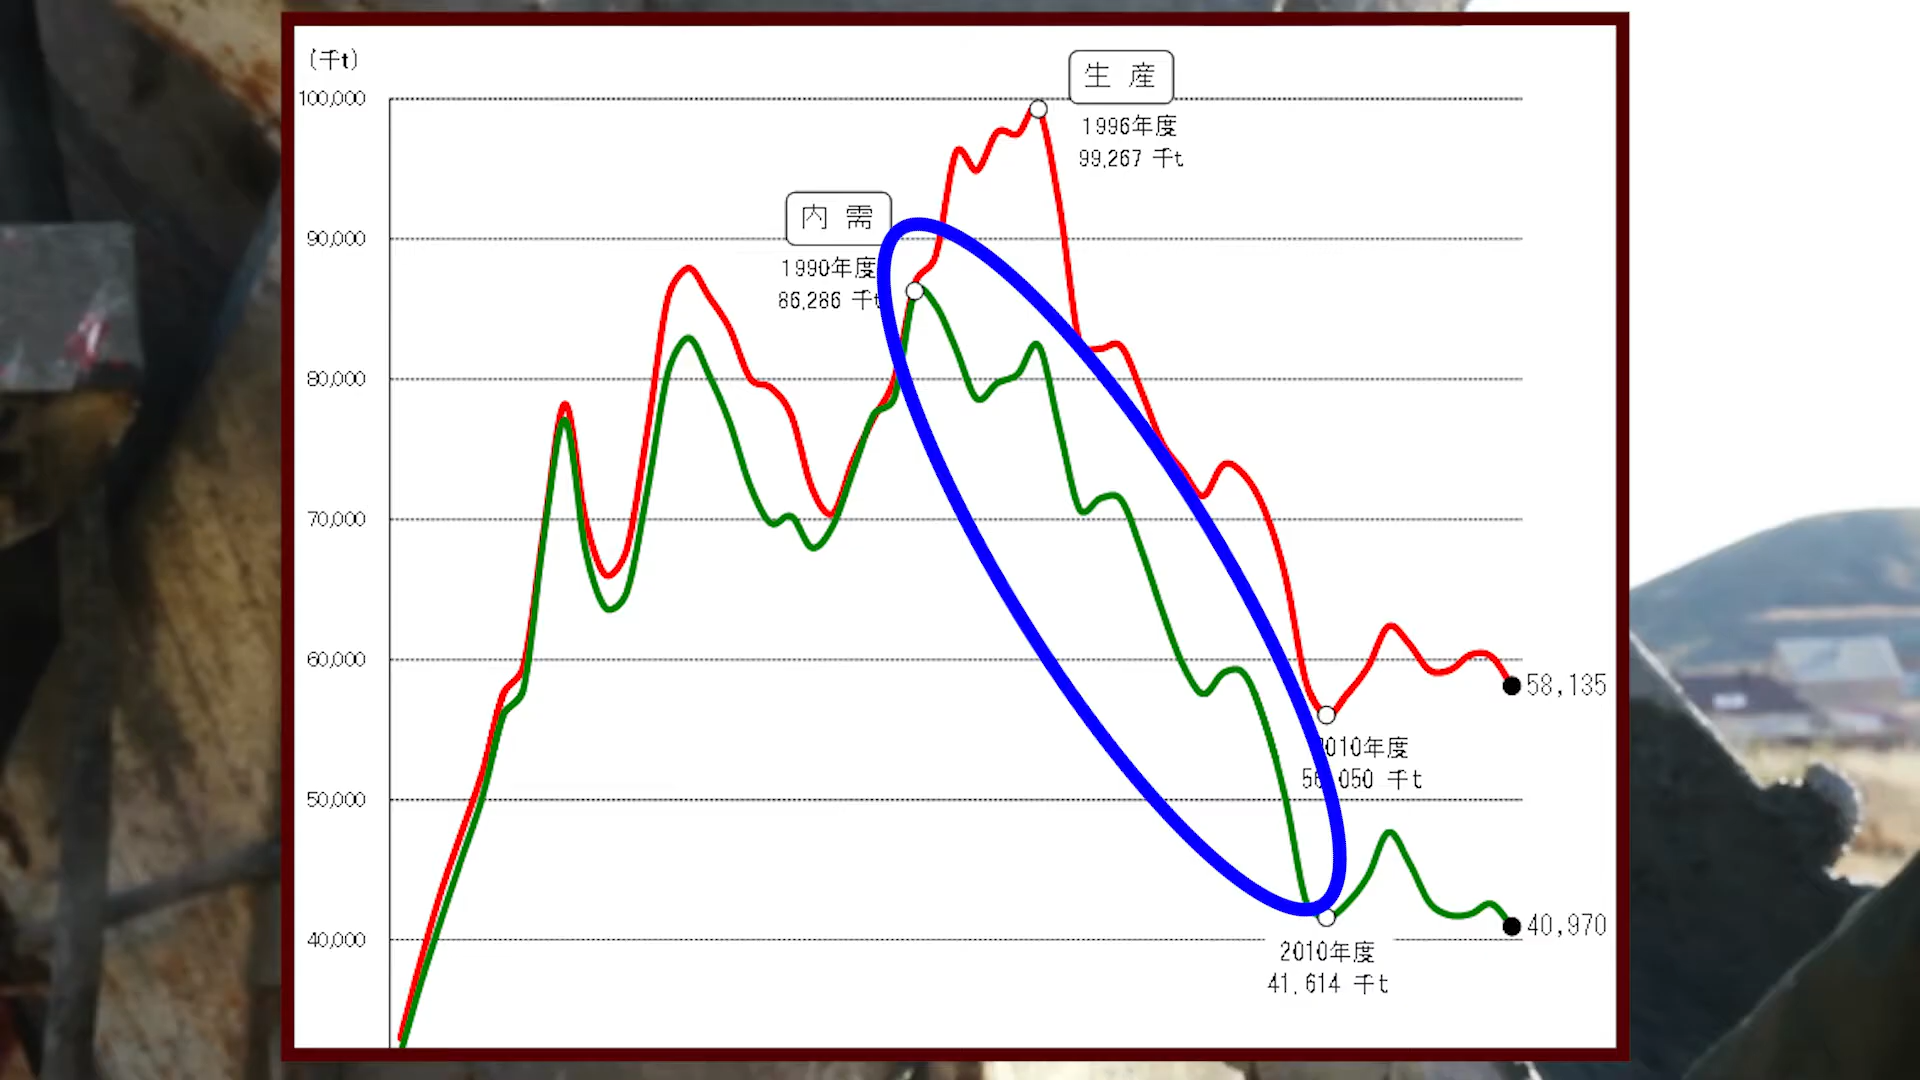 （千t）
100,000
90,000
80,000
70,000
60,000
50,000
40,000
生 産
1996年度
99,267 千t
内 需
1990年度
86,286 千t
58,135
010年度
56,050 千t
40,970
2010年度
41,614 千t